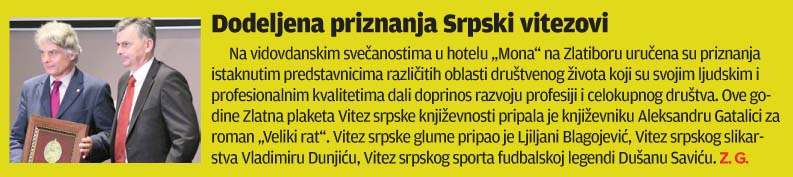 Dodeljena priznanja Srpski vitezovi
Na vidovdanskim svečanostima u hotelu „Mona“ na Zlatiboru uručena su priznanja
istaknutim predstavnicima različitih oblasti društvenog života koji su svojim ljudskim i
profesionalnim kvalitetima dali doprinos razvoju profesiji i celokupnog društva. Ove go-
dine Zlatna plaketa Vitez srpske književnosti pripala je književniku Aleksandru Gatalici za
roman „Veliki rat“. Vitez srpske glume pripao je Ljiljani Blagojević, Vitez srpskog slikar-
stva Vladimiru Dunjiću, Vitez srpskog sporta fudbalskoj legendi Dušanu Saviću. Z. G.